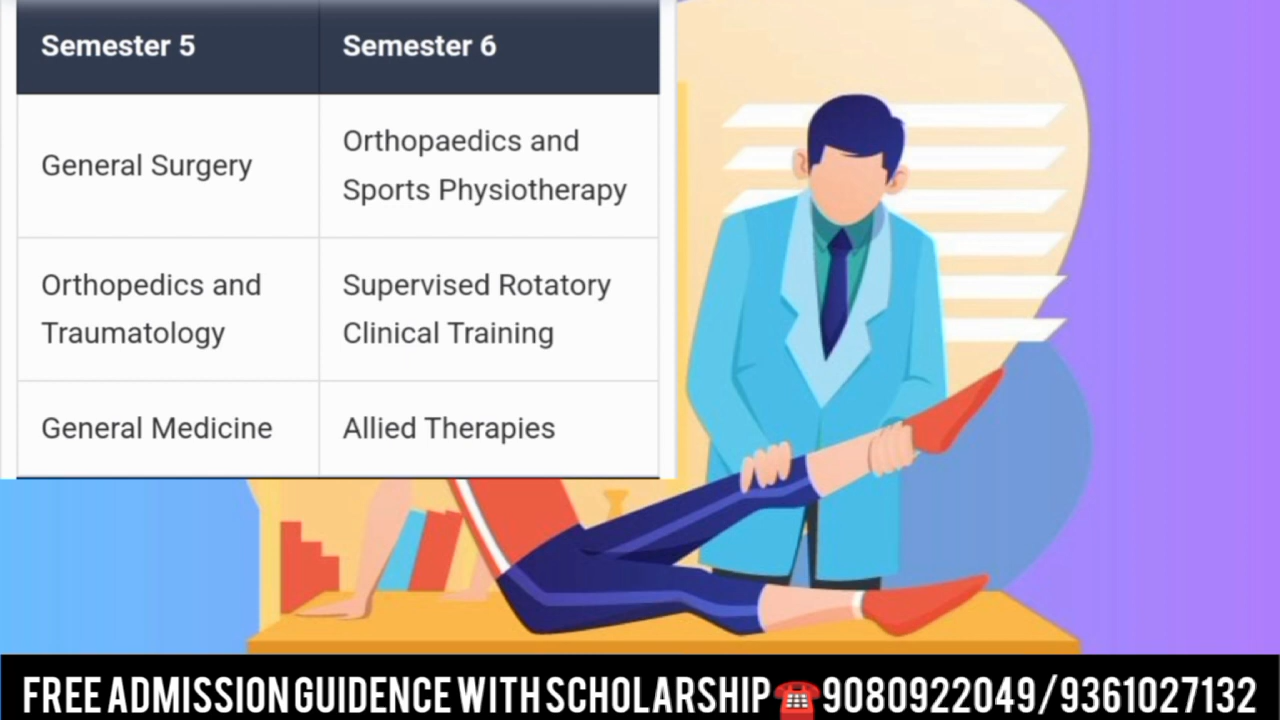 Semester 5
Semester 6
General Surgery
Orthopaedics and
Sports Physiotherapy
Orthopedics and
Traumatology
Supervised Rotatory
Clinical Training
General Medicine
Allied Therapies
FREE ADMISSION GUIDENCE WITH SCHOLARSHIP☎️9080922049/9361027132